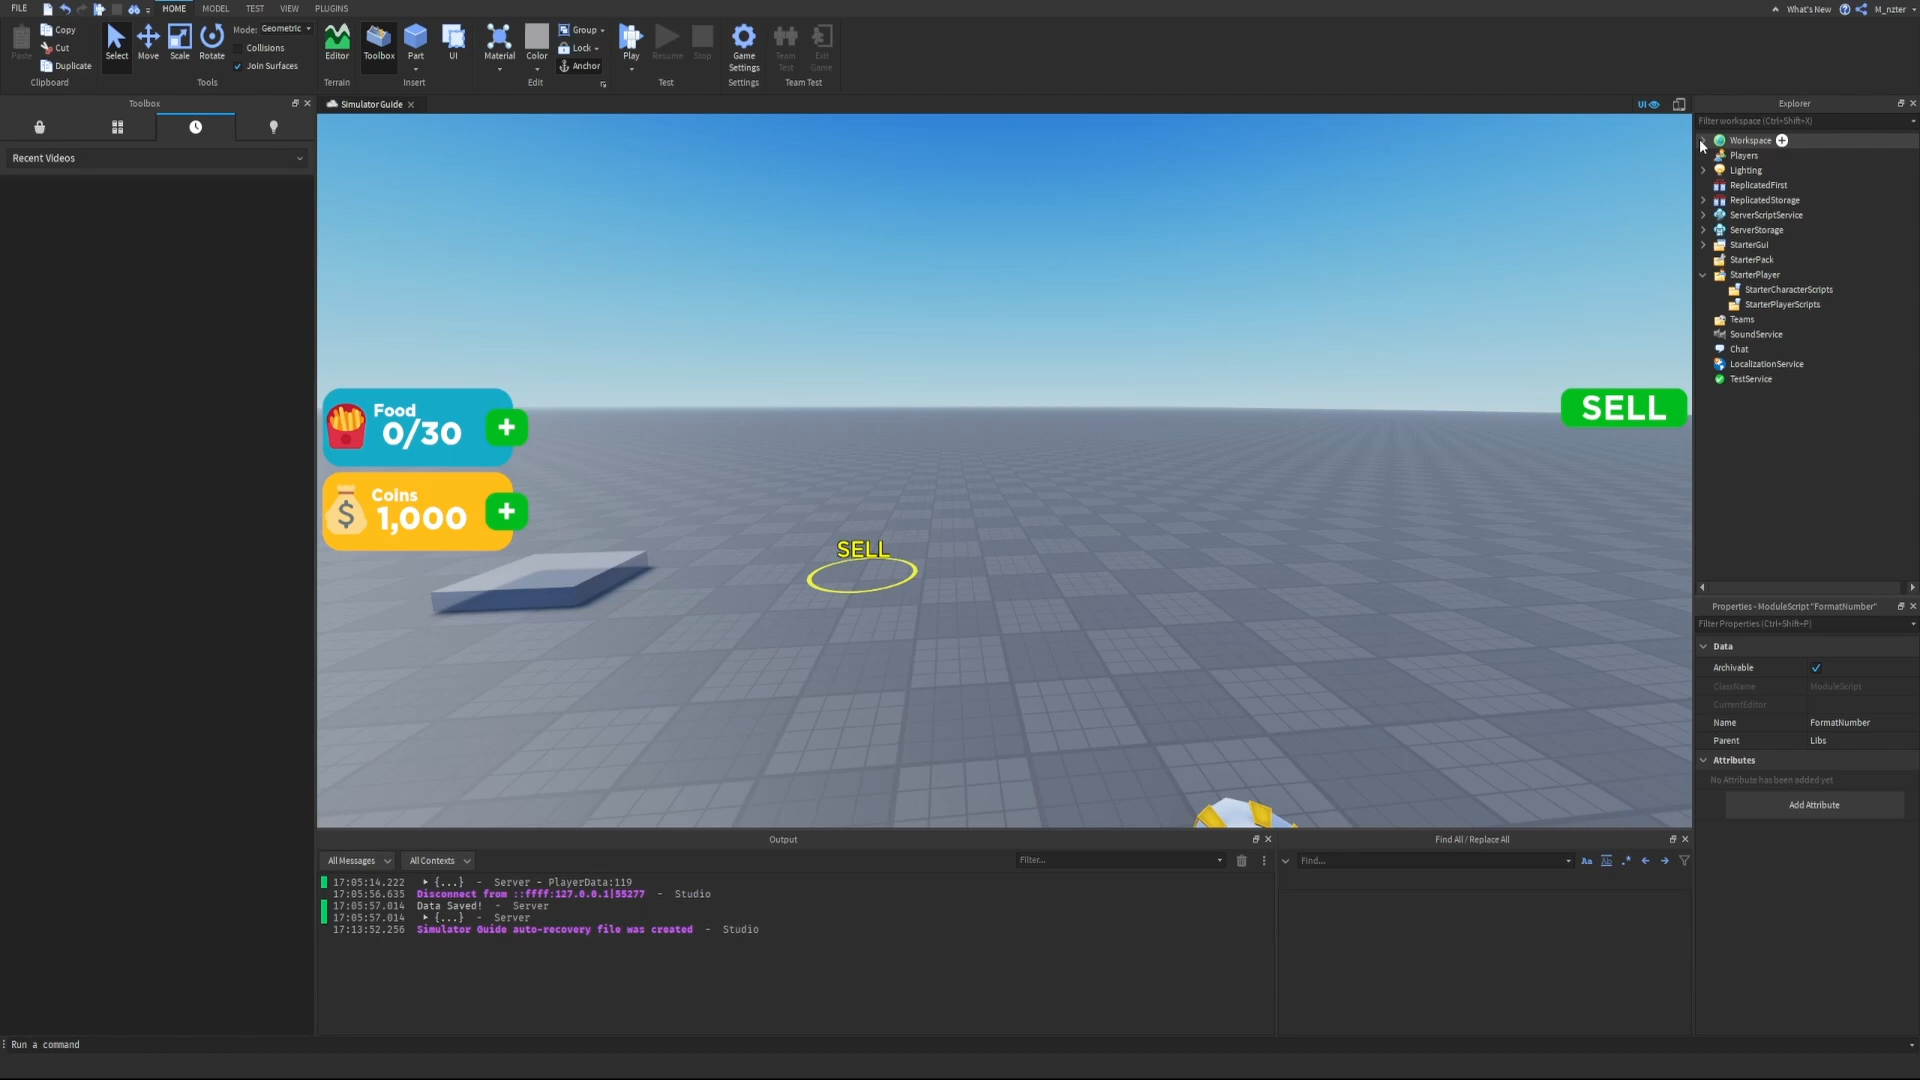 FILE HOME MODEL TEST VIEW PLUGINS What's New M_nzter
Paste Copy Cut Duplicate Clipboard
Select Move Scale Rotate Mode: Geometric Collisions Join Surfaces Tools
Editor Terrain
Toolbox Part UI Insert
Material Color Group Lock Anchor Edit
Play Resume Stop Test
Game Settings Settings
Team Test Exit Game Team Test
Toolbox
Recent Videos
Simulator Guide
UI
SELL
Food
0/30
+
Coins
1,000
+
$
SELL
Explorer
Filter workspace (Ctrl+Shift+X)
Workspace
Players
Lighting
ReplicatedFirst
ReplicatedStorage
ServerScriptService
ServerStorage
StarterGui
StarterPack
StarterPlayer
StarterCharacterScripts
StarterPlayerScripts
Teams
SoundService
Chat
LocalizationService
TestService
Properties - ModuleScript "FormatNumber"
Filter Properties (Ctrl+Shift+P)
Data
Archivable
ClassName ModuleScript
CurrentEditor
Name FormatNumber
Parent Libs
Attributes
No Attribute has been added yet
Add Attribute
Output
All Messages All Contexts Filter...
17:05:14.222 {...} - Server - PlayerData:119
17:05:56.635 Disconnect from ::ffff:127.0.0.1|55277 - Studio
17:05:57.014 Data Saved! - Server
17:05:57.014 {...} - Server
17:13:52.256 Simulator Guide auto-recovery file was created - Studio
Find All / Replace All
Find... Aa Ab .*
Run a command